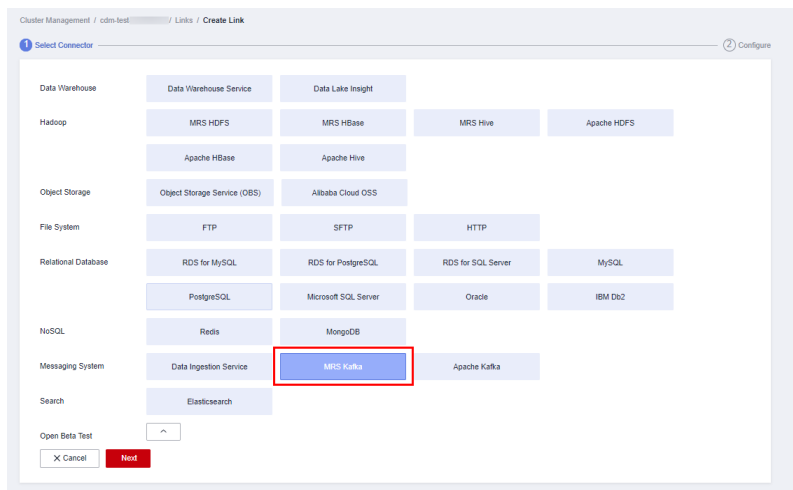 Cluster Management / cdm-test / Links / Create Link
1 Select Connector 2 Configure
Data Warehouse Data Warehouse Service Data Lake Insight
Hadoop MRS HDFS MRS HBase MRS Hive Apache HDFS
Apache HBase Apache Hive
Object Storage Object Storage Service (OBS) Alibaba Cloud OSS
File System FTP SFTP HTTP
Relational Database RDS for MySQL RDS for PostgreSQL RDS for SQL Server MySQL
PostgreSQL Microsoft SQL Server Oracle IBM Db2
NoSQL Redis MongoDB
Messaging System Data Ingestion Service MRS Kafka Apache Kafka
Search Elasticsearch
Open Beta Test
Cancel Next